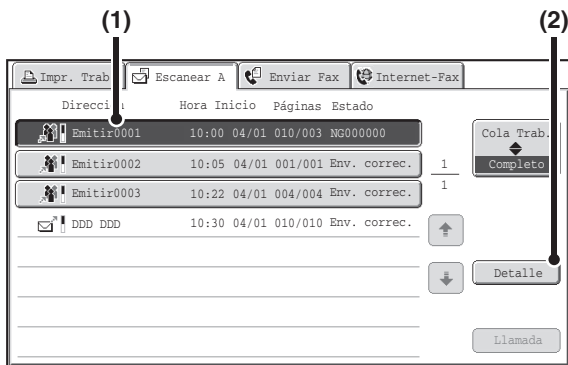 (1) (2)
Impr. Trab Escanear A Enviar Fax Internet-Fax
Hora Inicio Páginas Estado
Emitir0001 10:00 04/01 010/003 NG000000
Cola Trab.
Completo
Emitir0002 10:05 04/01 001/001 Env. correc.
1
1
Emitir0003 10:22 04/01 004/004 Env. correc.
DDD DDD 10:30 04/01 010/010 Env. correc.
Detalle
Llamada